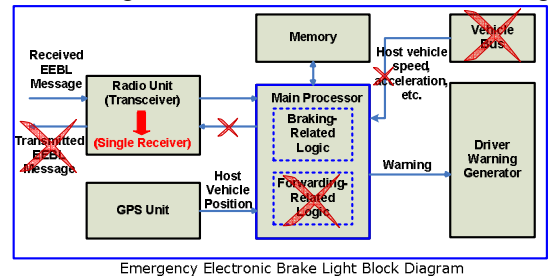 Received
EEBL
Message
Radio Unit
(Transceiver)
(Single Receiver)
Transmitted
EEBL
Message
GPS Unit
Host
Vehicle
Position
Memory
Main Processor
Braking-
Related
Logic
Forwarding-
Related
Logic
Vehicle
Bus
Host vehicle
speed,
acceleration,
etc.
Warning
Driver
Warning
Generator
Emergency Electronic Brake Light Block Diagram